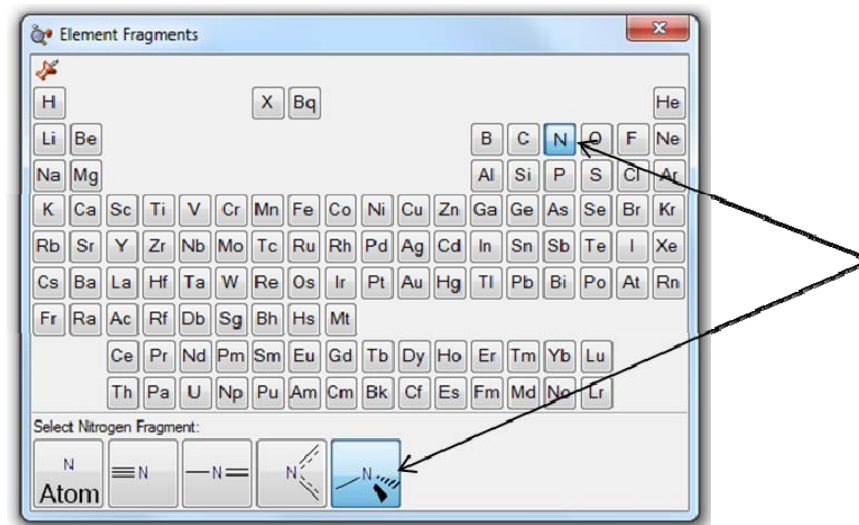 Element Fragments
H X Bq He
Li Be B C N O F Ne
Na Mg Al Si P S Cl Ar
K Ca Sc Ti V Cr Mn Fe Co Ni Cu Zn Ga Ge As Se Br Kr
Rb Sr Y Zr Nb Mo Tc Ru Rh Pd Ag Cd In Sn Sb Te I Xe
Cs Ba La Hf Ta W Re Os Ir Pt Au Hg Tl Pb Bi Po At Rn
Fr Ra Ac Rf Db Sg Bh Hs Mt
Ce Pr Nd Pm Sm Eu Gd Tb Dy Ho Er Tm Yb Lu
Th Pa U Np Pu Am Cm Bk Cf Es Fm Md No Lr
Select Nitrogen Fragment:
N N N N N
Atom